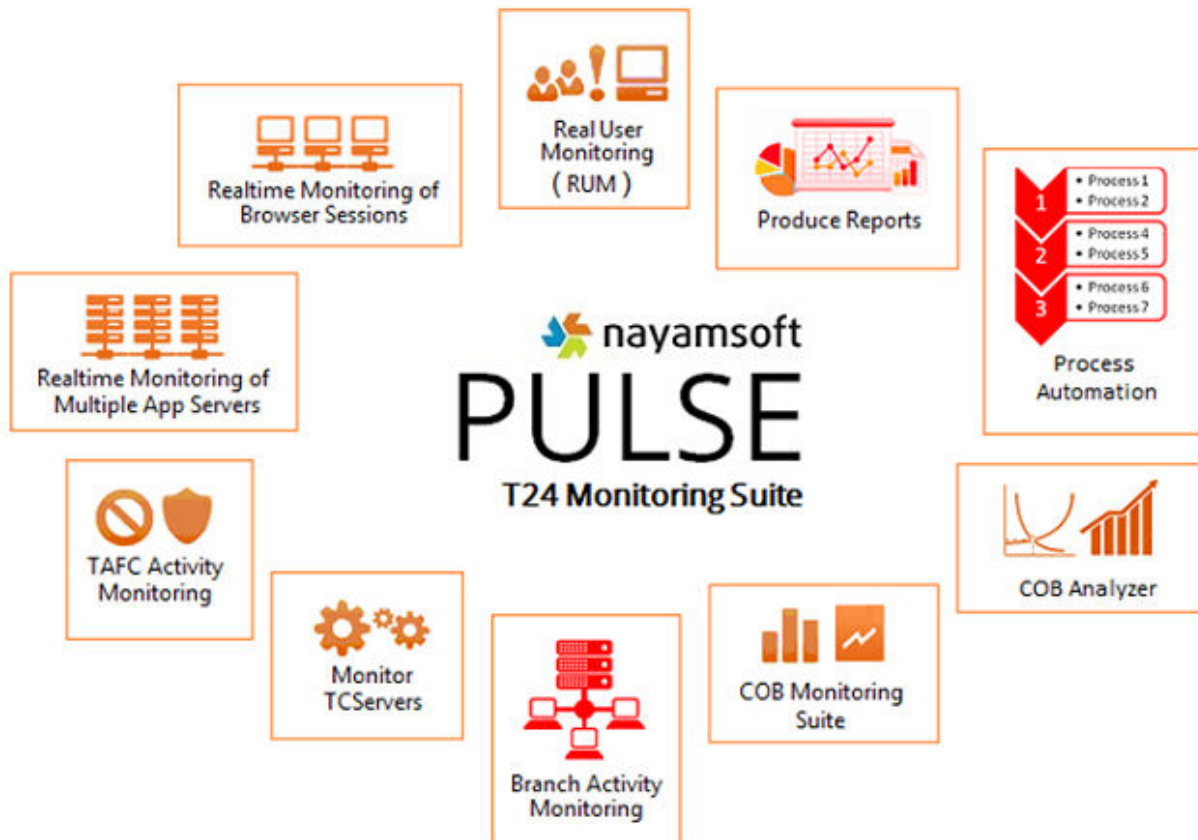 Real User
Monitoring
( RUM )
Realtime Monitoring of
Browser Sessions
Produce Reports
1
• Process 1
• Process 2
2
• Process 4
• Process 5
3
• Process 6
• Process 7
Process
Automation
Realtime Monitoring of
Multiple App Servers
nayamsoft
PULSE
T24 Monitoring Suite
TAFC Activity
Monitoring
COB Analyzer
Monitor
TCServers
COB Monitoring
Suite
Branch Activity
Monitoring